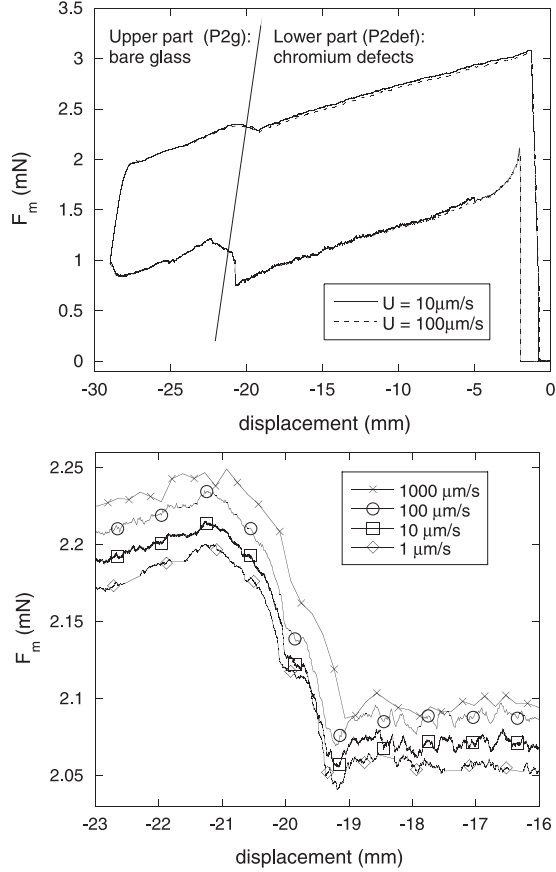 3.5
3
2.5
2
1.5
1
0.5
0
F_m (mN)
Upper part (P2g):
bare glass
Lower part (P2def):
chromium defects
U = 10μm/s
U = 100μm/s
-30 -25 -20 -15 -10 -5 0
displacement (mm)
2.25
2.2
2.15
2.1
2.05
F_m (mN)
1000 μm/s
100 μm/s
10 μm/s
1 μm/s
-23 -22 -21 -20 -19 -18 -17 -16
displacement (mm)